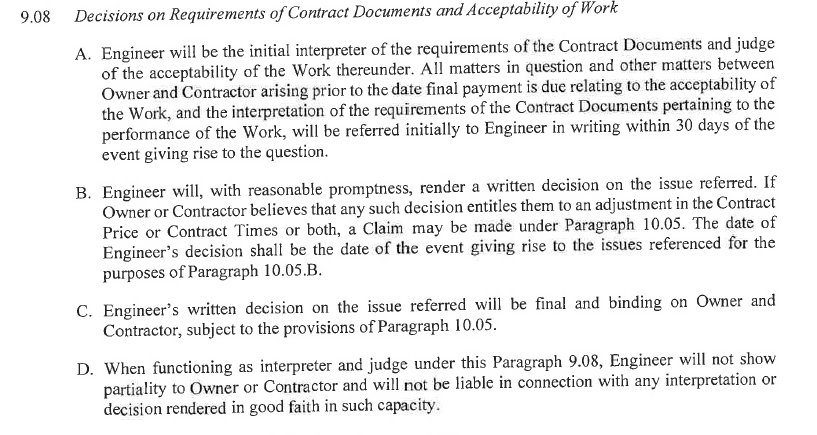 9.08 Decisions on Requirements of Contract Documents and Acceptability of Work
A. Engineer will be the initial interpreter of the requirements of the Contract Documents and judge
of the acceptability of the Work thereunder. All matters in question and other matters between
Owner and Contractor arising prior to the date final payment is due relating to the acceptability of
the Work, and the interpretation of the requirements of the Contract Documents pertaining to the
performance of the Work, will be referred initially to Engineer in writing within 30 days of the
event giving rise to the question.
B. Engineer will, with reasonable promptness, render a written decision on the issue referred. If
Owner or Contractor believes that any such decision entitles them to an adjustment in the Contract
Price or Contract Times or both, a Claim may be made under Paragraph 10.05. The date of
Engineer's decision shall be the date of the event giving rise to the issues referenced for the
purposes of Paragraph 10.05.B.
C. Engineer's written decision on the issue referred will be final and binding on Owner and
Contractor, subject to the provisions of Paragraph 10.05.
D. When functioning as interpreter and judge under this Paragraph 9.08, Engineer will not show
partiality to Owner or Contractor and will not be liable in connection with any interpretation or
decision rendered in good faith in such capacity.